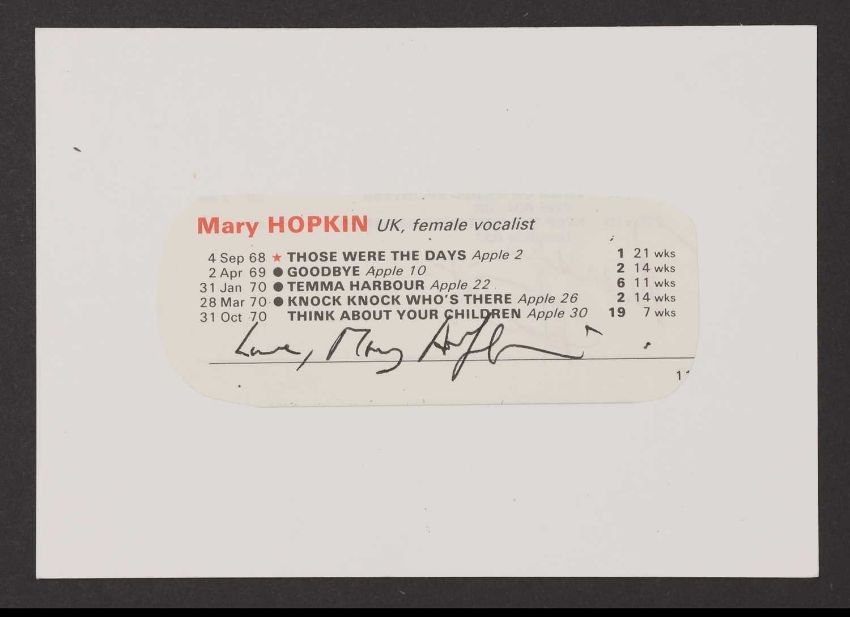 Mary HOPKIN UK, female vocalist
4 Sep 68 ★ THOSE WERE THE DAYS Apple 2 1 21 wks
2 Apr 69 ● GOODBYE Apple 10 2 14 wks
31 Jan 70 ● TEMMA HARBOUR Apple 22 6 11 wks
28 Mar 70 ● KNOCK KNOCK WHO'S THERE Apple 26 2 14 wks
31 Oct 70 THINK ABOUT YOUR CHILDREN Apple 30 19 7 wks
Love, Mary Hopkin